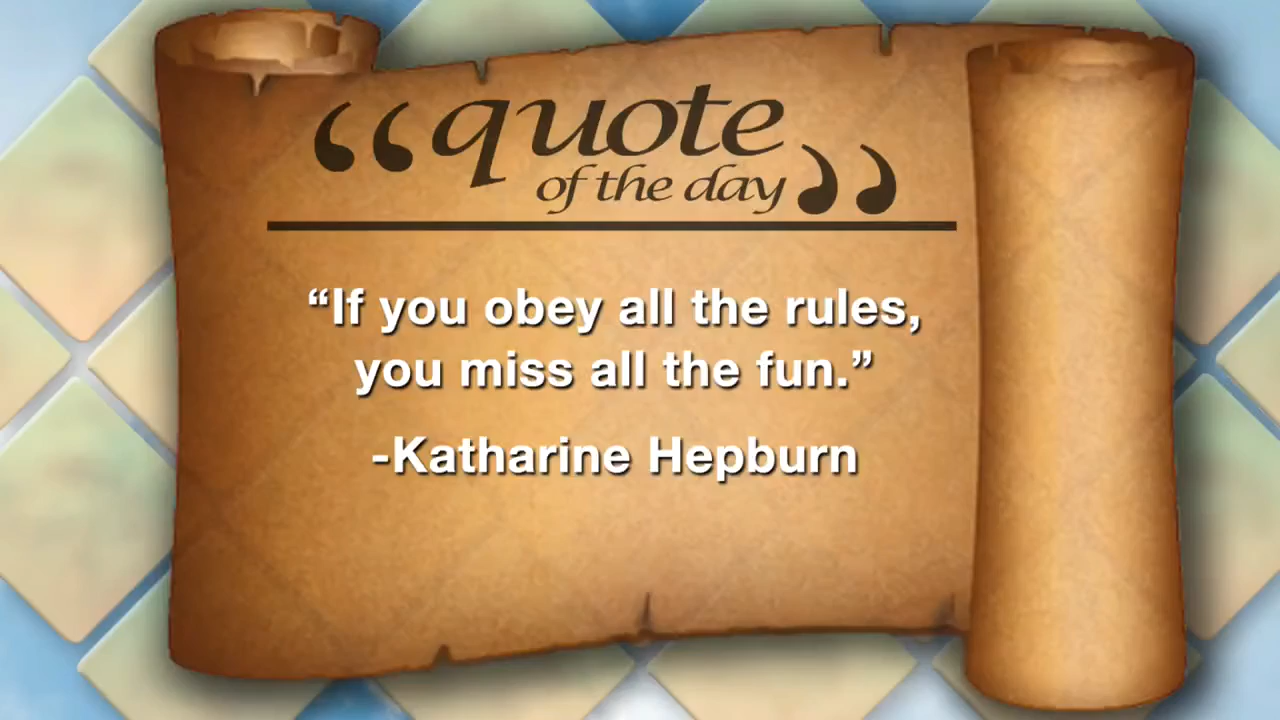 “quote
of the day”
“If you obey all the rules,
you miss all the fun.”
-Katharine Hepburn